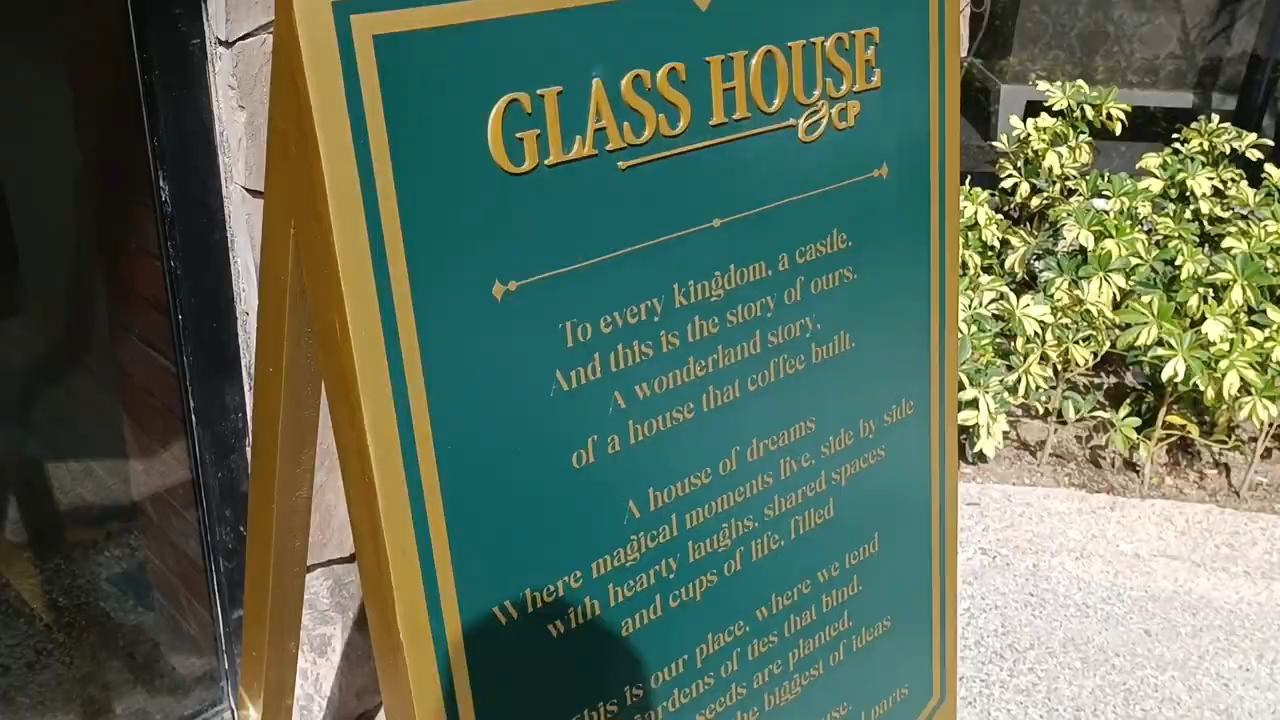 GLASS HOUSE
& CP
To every kingdom, a castle.
And this is the story of ours.
A wonderland story,
of a house that coffee built.
A house of dreams
Where magical moments live, side by side
with hearty laughs, shared spaces
and cups of life, filled
This is our place, where we tend
gardens of ties that bind.
seeds are planted,
the biggest of ideas
parts